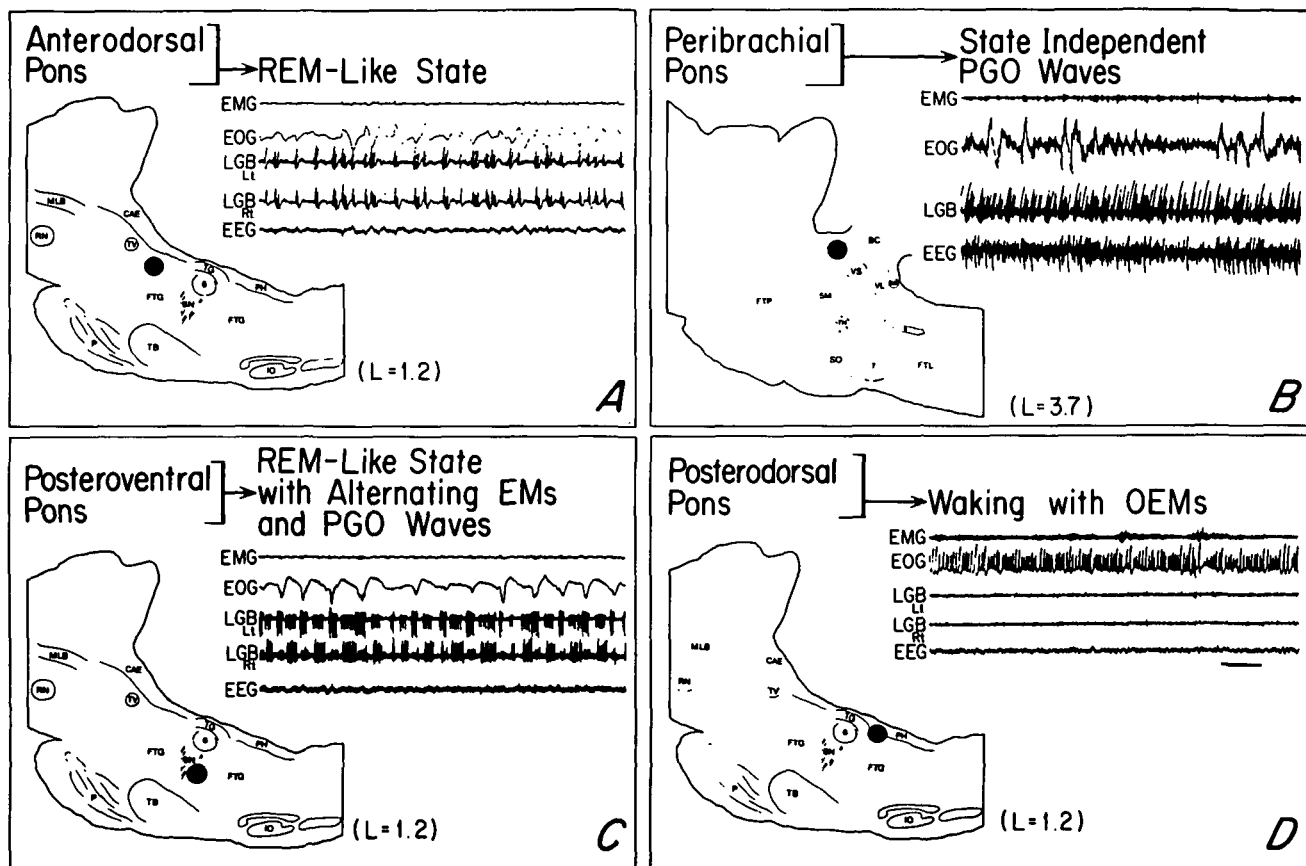 Anterodorsal
Pons
REM-Like State
EMG
EOG
LGB
Lt
LGB
Rt
EEG
MLB
CAE
RN
TV
TG
6
PH
FTG
SN
FTG
P
TB
IO
(L=1.2)
A
Peribrachial
Pons
State Independent
PGO Waves
EMG
EOG
LGB
EEG
BC
VS
VL
SM
FTP
SO
7
FTL
(L=3.7)
B
Posteroventral
Pons
REM-Like State
with Alternating EMs
and PGO Waves
EMG
EOG
LGB
Lt
LGB
Rt
EEG
MLB
CAE
RN
TV
TG
6
PH
FTG
SN
FTG
P
TB
IO
(L=1.2)
C
Posterodorsal
Pons
Waking with OEMs
EMG
EOG
LGB
Lt
LGB
Rt
EEG
MLB
CAE
RN
TV
TG
6
PH
FTG
SN
FTG
P
TB
IO
(L=1.2)
D